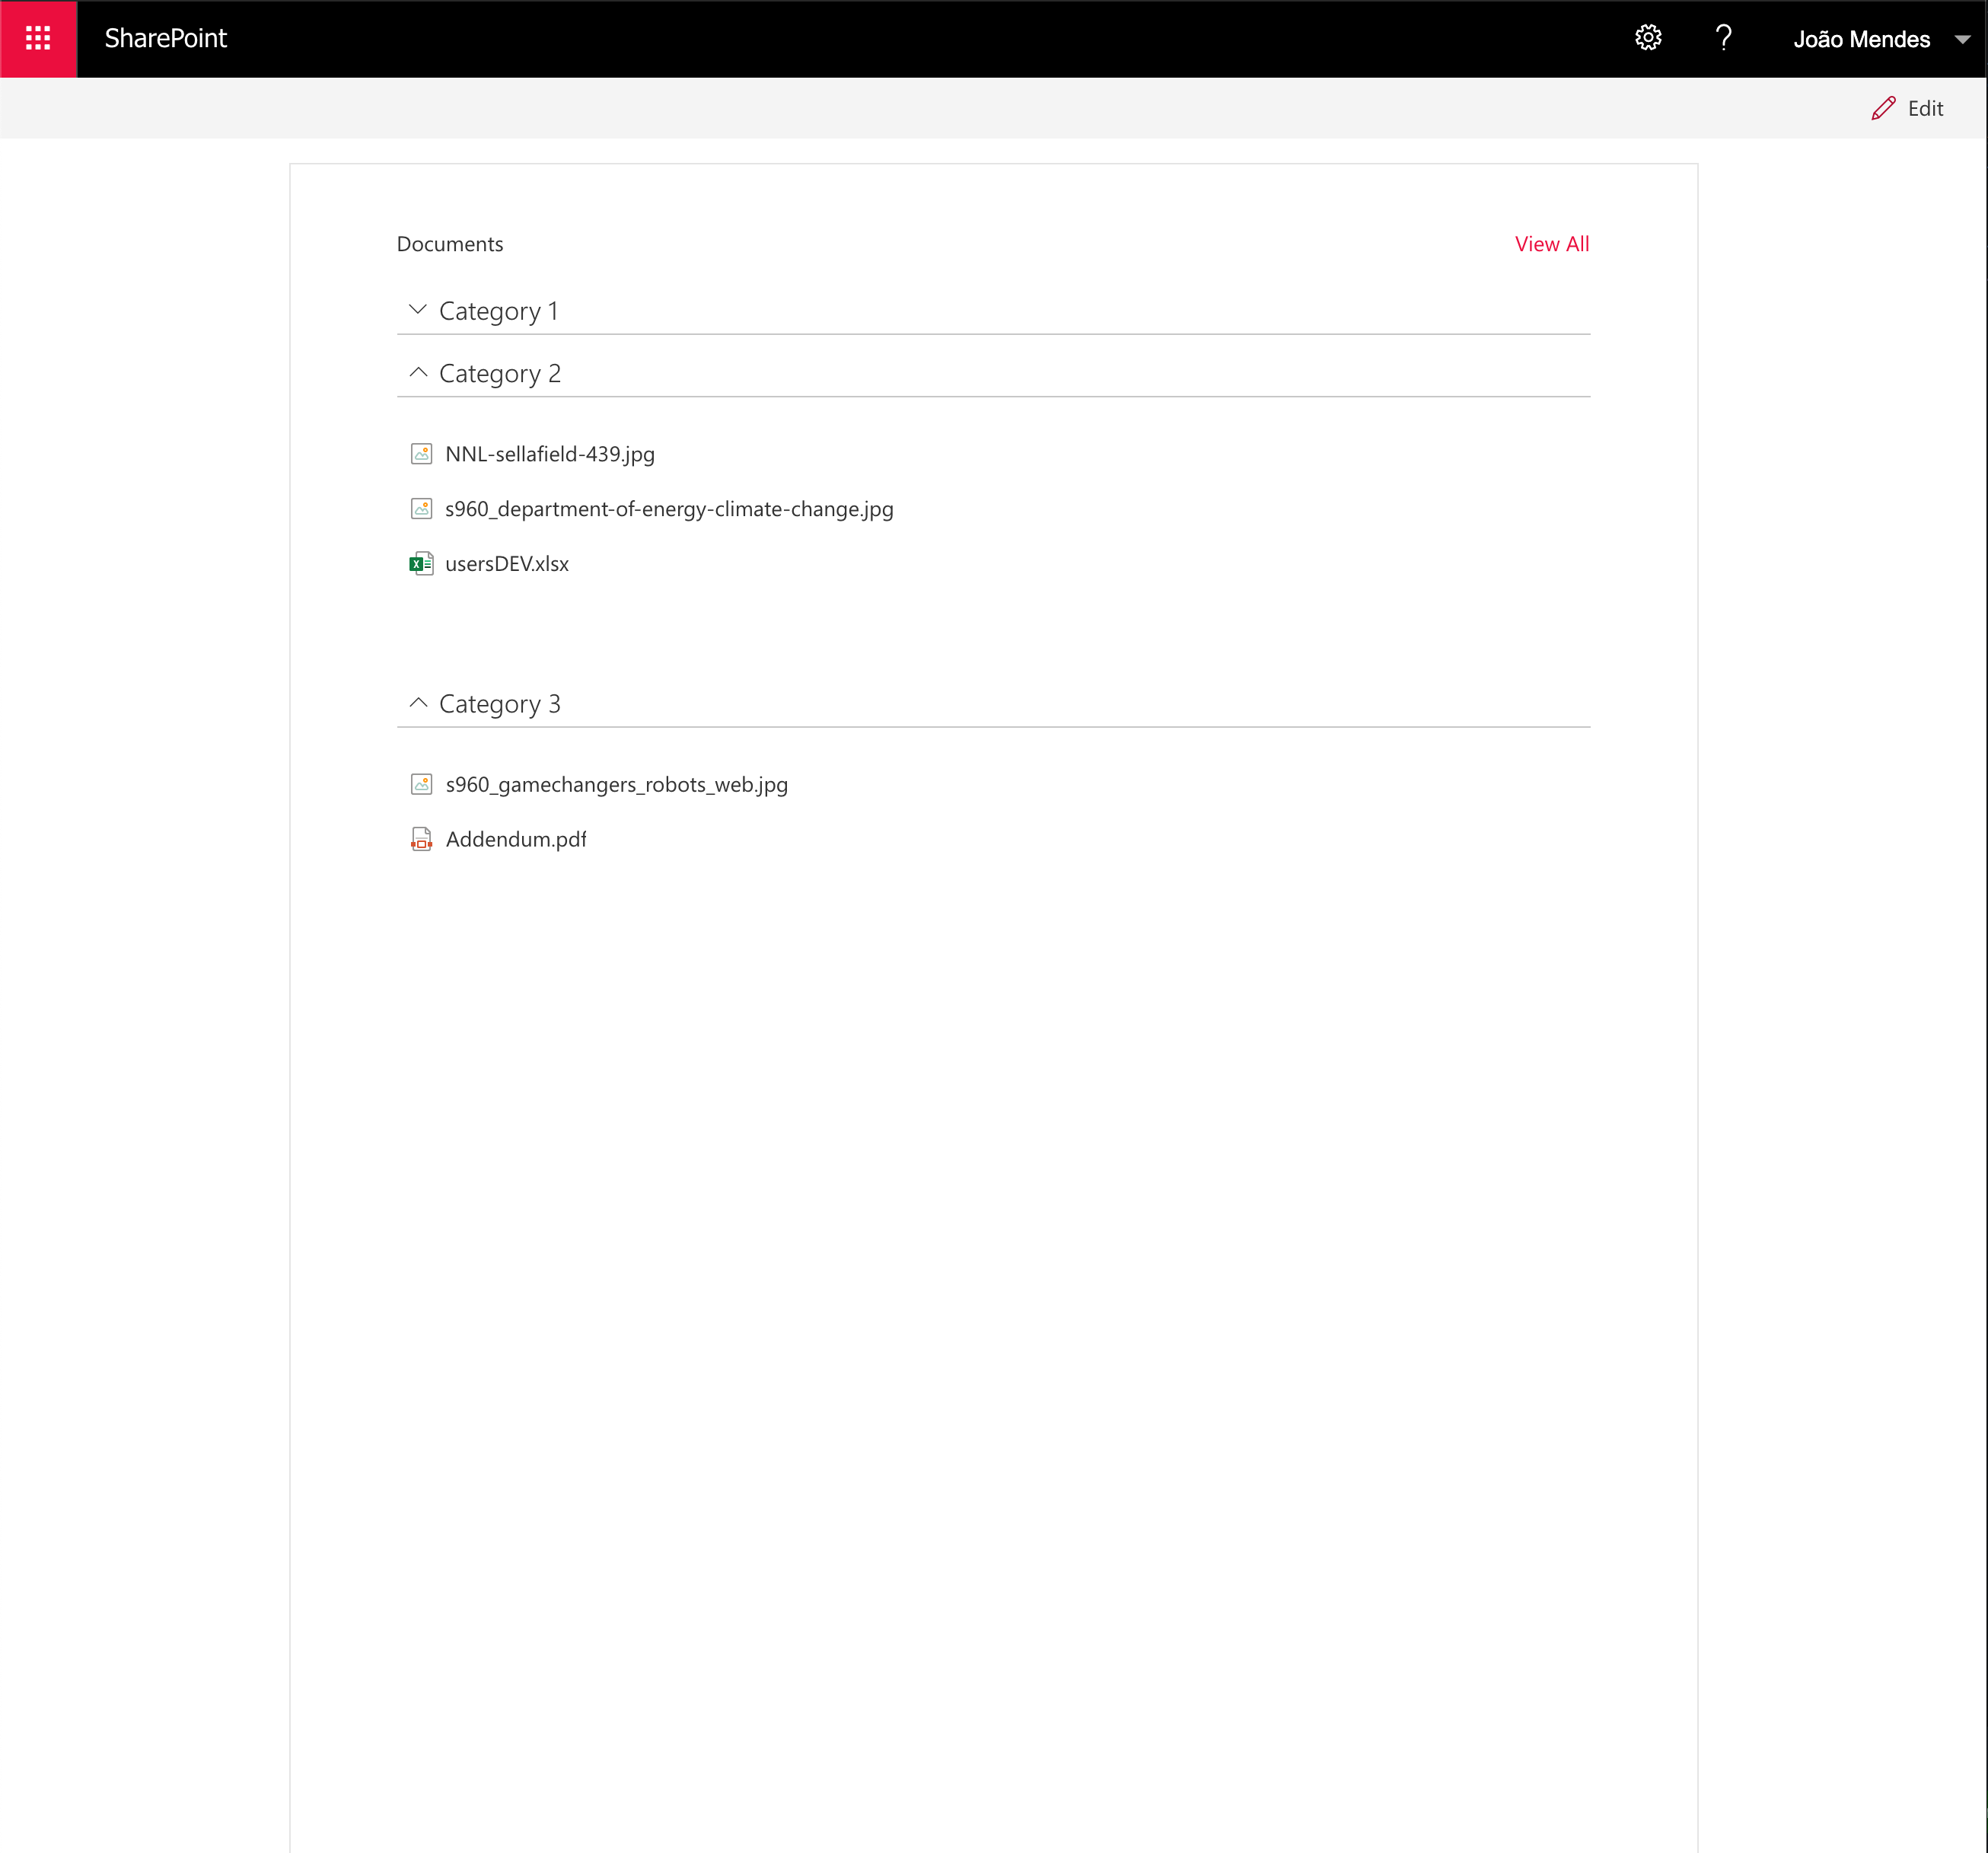 SharePoint
João Mendes
Edit
Documents
View All
Category 1
Category 2
NNL-sellafield-439.jpg
s960_department-of-energy-climate-change.jpg
usersDEV.xlsx
Category 3
s960_gamechangers_robots_web.jpg
Addendum.pdf